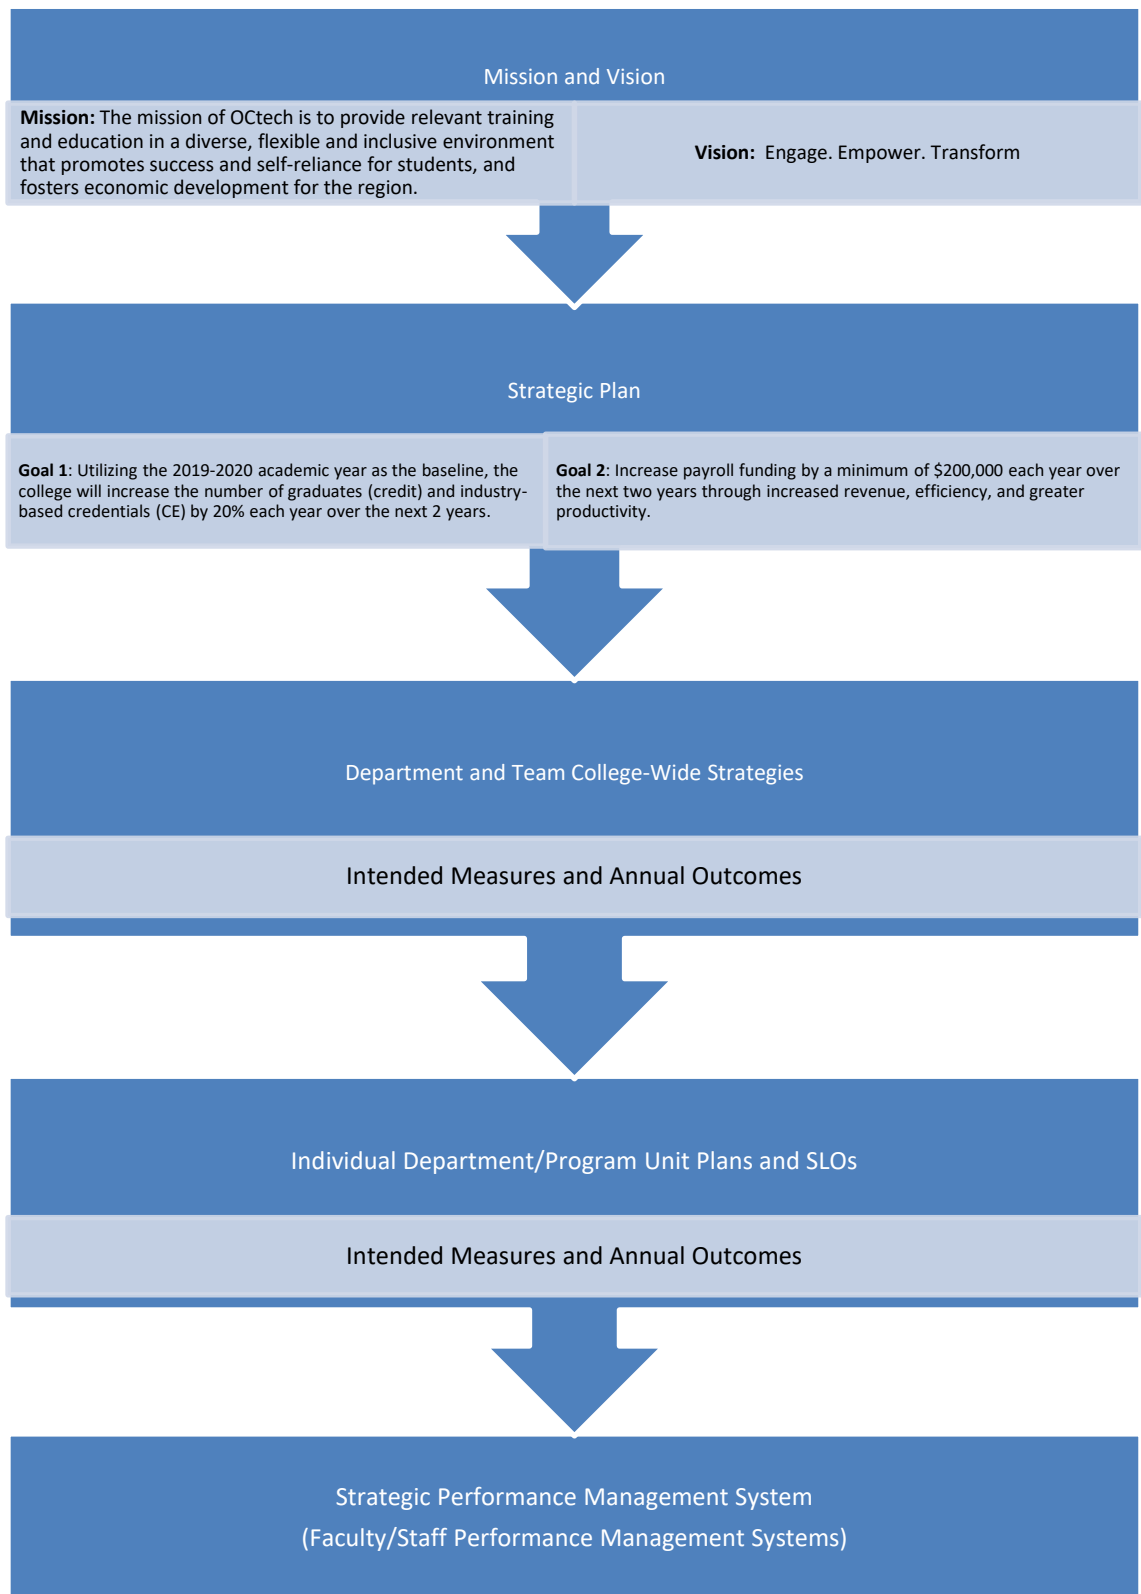 Mission and Vision
Mission: The mission of OCtech is to provide relevant training
and education in a diverse, flexible and inclusive environment
that promotes success and self-reliance for students, and
fosters economic development for the region.
Vision: Engage. Empower. Transform
Strategic Plan
Goal 1: Utilizing the 2019-2020 academic year as the baseline, the
college will increase the number of graduates (credit) and industry-
based credentials (CE) by 20% each year over the next 2 years.
Goal 2: Increase payroll funding by a minimum of $200,000 each year over
the next two years through increased revenue, efficiency, and greater
productivity.
Department and Team College-Wide Strategies
Intended Measures and Annual Outcomes
Individual Department/Program Unit Plans and SLOs
Intended Measures and Annual Outcomes
Strategic Performance Management System
(Faculty/Staff Performance Management Systems)